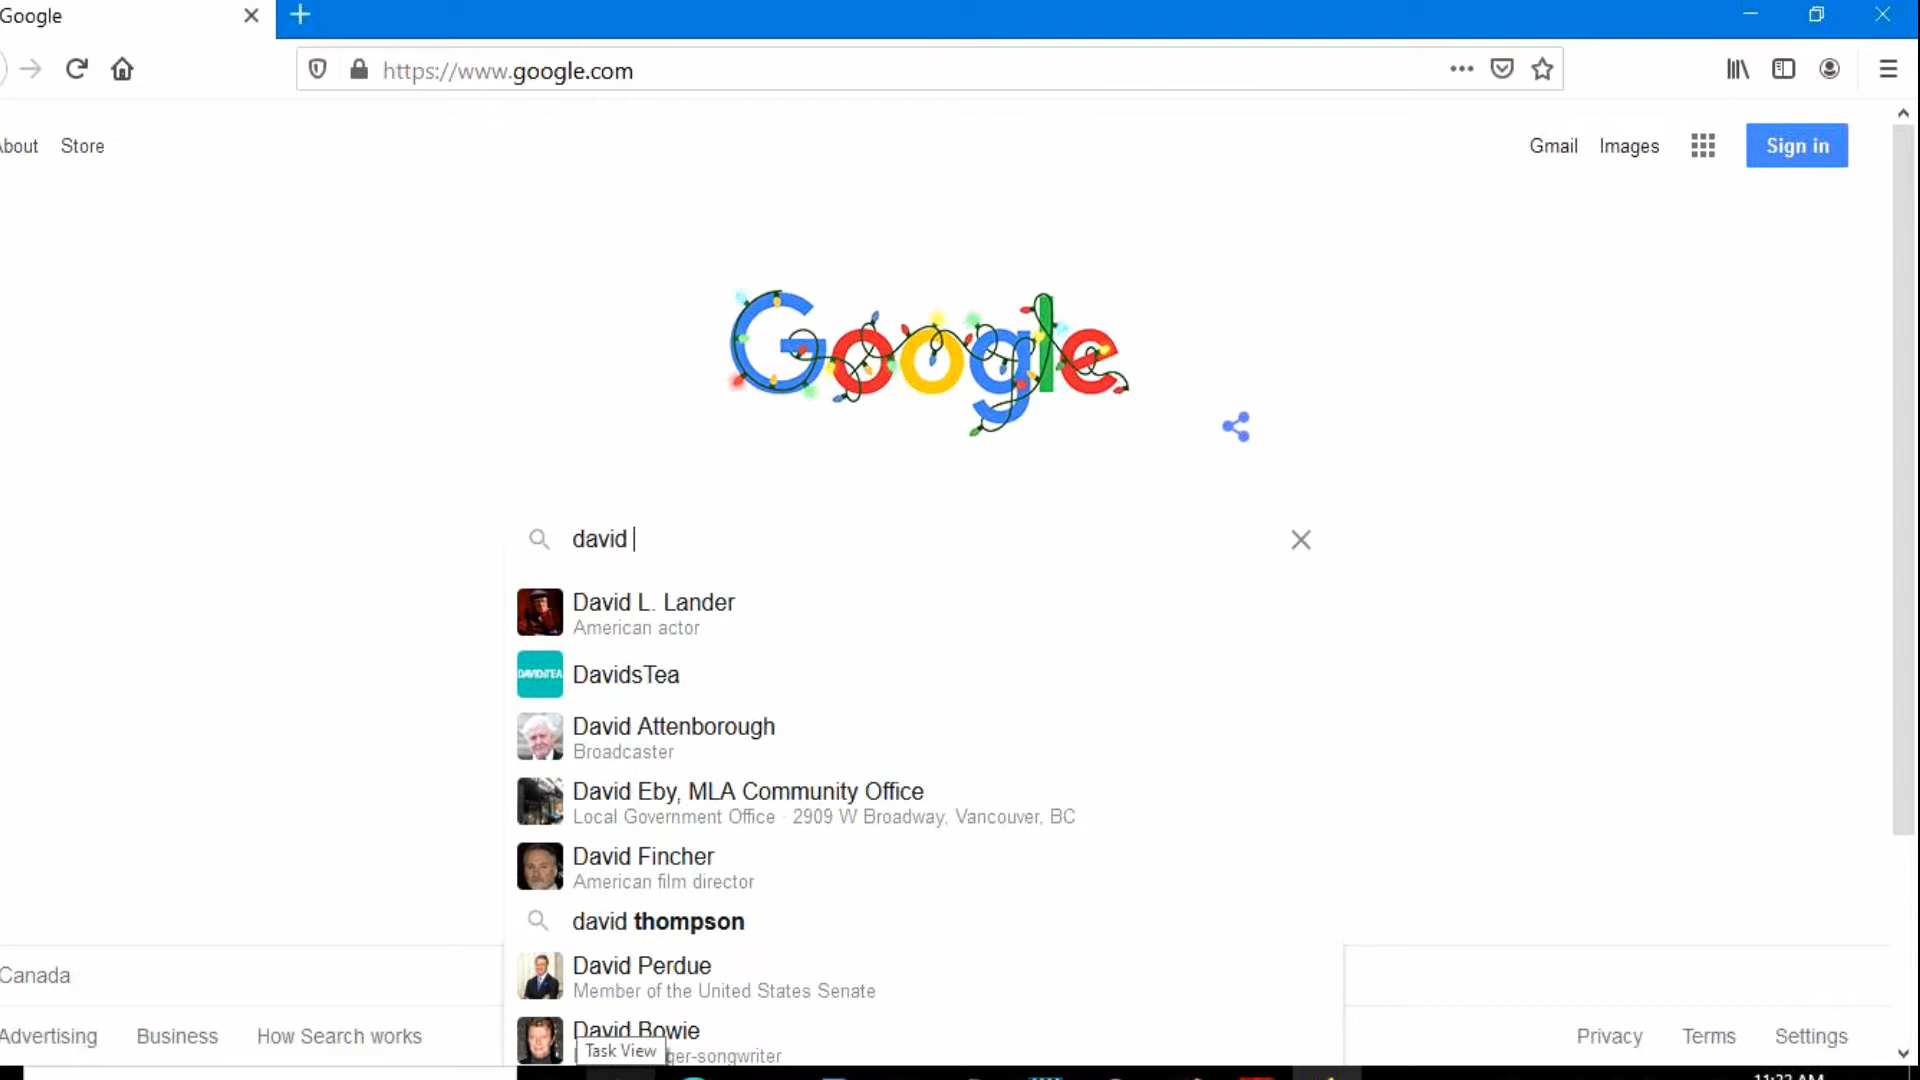 Google
https://www.google.com
About Store
Gmail Images Sign in
Google
david
David L. Lander
American actor
DAVIDsTEA
DavidsTea
David Attenborough
Broadcaster
David Eby, MLA Community Office
Local Government Office · 2909 W Broadway, Vancouver, BC
David Fincher
American film director
david thompson
David Perdue
Member of the United States Senate
David Bowie
Task View
ger-songwriter
Canada
Advertising Business How Search works
Privacy Terms Settings